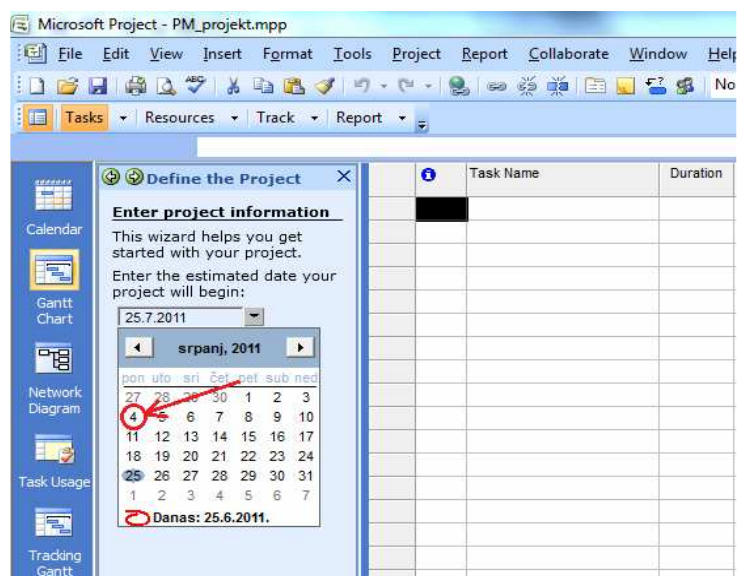 Microsoft Project - PM_projekt.mpp
File Edit View Insert Format Tools Project Report Collaborate Window Help
ABC No
Tasks Resources Track Report
Define the Project X
Task Name Duration
Enter project information
This wizard helps you get
started with your project.
Enter the estimated date your
project will begin:
25.7.2011
srpanj, 2011
pon uto sri čet pet sub ned
27 28 29 30 1 2 3
4 5 6 7 8 9 10
11 12 13 14 15 16 17
18 19 20 21 22 23 24
25 26 27 28 29 30 31
1 2 3 4 5 6 7
Danas: 25.6.2011.
Calendar
Gantt
Chart
Network
Diagram
Task Usage
Tracking
Gantt